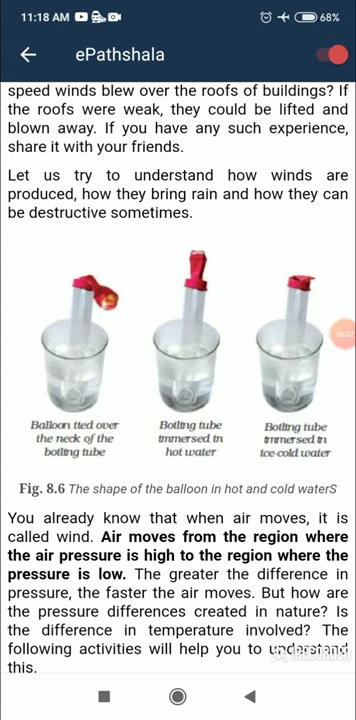 11:18 AM
68%
ePathshala
speed winds blew over the roofs of buildings? If
the roofs were weak, they could be lifted and
blown away. If you have any such experience,
share it with your friends.
Let us try to understand how winds are
produced, how they bring rain and how they can
be destructive sometimes.
06:02
Balloon tied over
the neck of the
boiling tube
Boiling tube
immersed in
hot water
Boiling tube
immersed in
ice-cold water
Fig. 8.6 The shape of the balloon in hot and cold waterS
You already know that when air moves, it is
called wind. Air moves from the region where
the air pressure is high to the region where the
pressure is low. The greater the difference in
pressure, the faster the air moves. But how are
the pressure differences created in nature? Is
the difference in temperature involved? The
following activities will help you to understand
this.